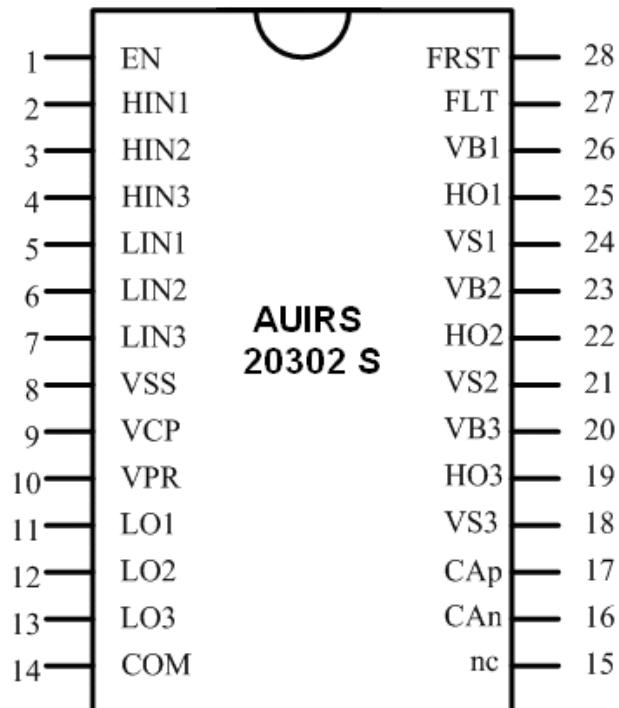 1 EN FRST 28
2 HIN1 FLT 27
3 HIN2 VB1 26
4 HIN3 HO1 25
5 LIN1 VS1 24
6 LIN2 VB2 23
AUIRS
7 LIN3 HO2 22
20302 S
8 VSS VS2 21
9 VCP VB3 20
10 VPR HO3 19
11 LO1 VS3 18
12 LO2 CAp 17
13 LO3 CAn 16
14 COM nc 15